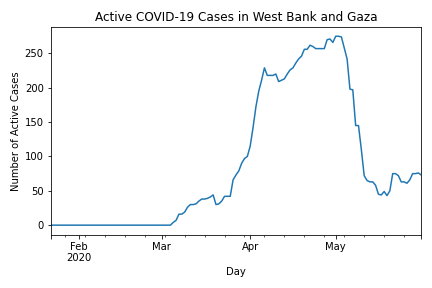 Active COVID-19 Cases in West Bank and Gaza
Number of Active Cases
250
200
150
100
50
0
Feb
2020
Mar
Apr
May
Day